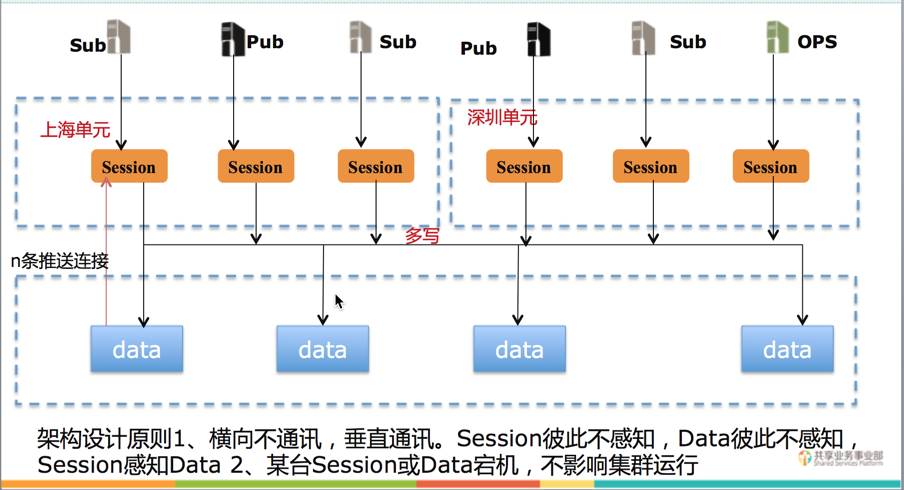 Sub
Pub
Sub
Pub
Sub
OPS
上海单元
深圳单元
Session
Session
Session
Session
Session
Session
多写
n条推送连接
data
data
data
data
架构设计原则1、横向不通讯，垂直通讯。Session彼此不感知，Data彼此不感知，
Session感知Data 2、某台Session或Data宕机，不影响集群运行
共享业务事业部
Shared Services Platform